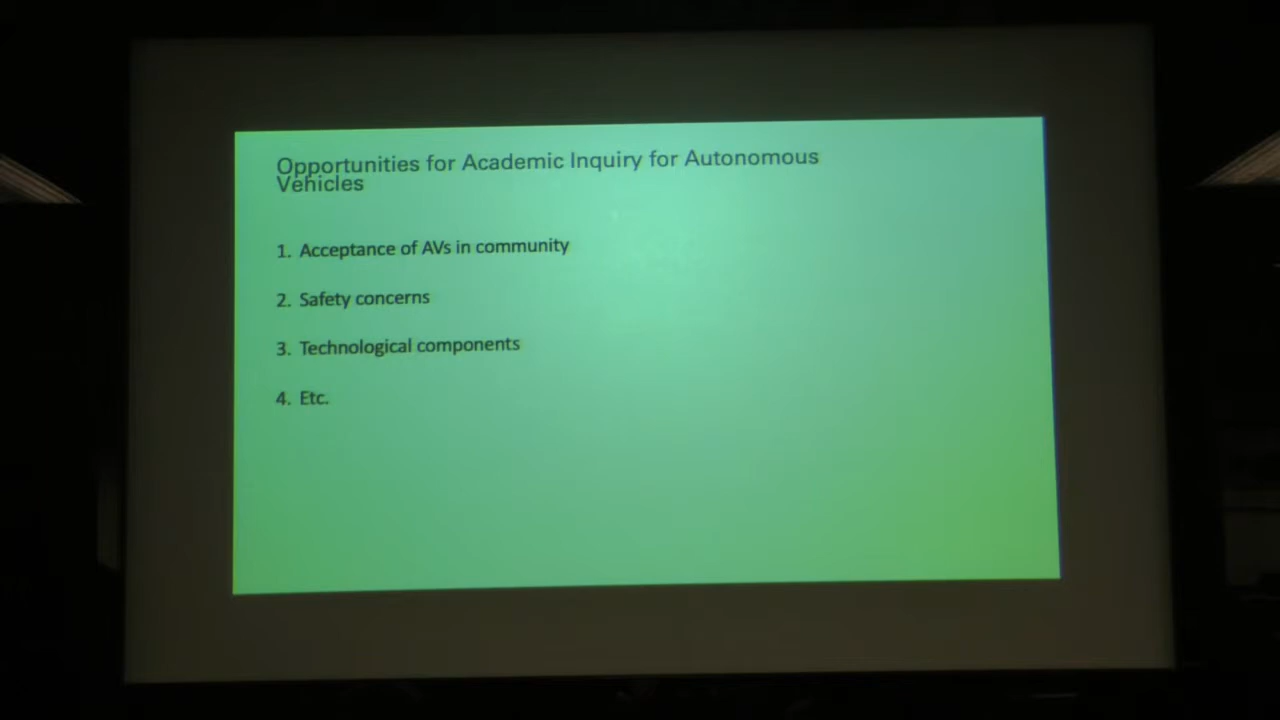 Opportunities for Academic Inquiry for Autonomous
Vehicles
1. Acceptance of AVs in community
2. Safety concerns
3. Technological components
4. Etc.